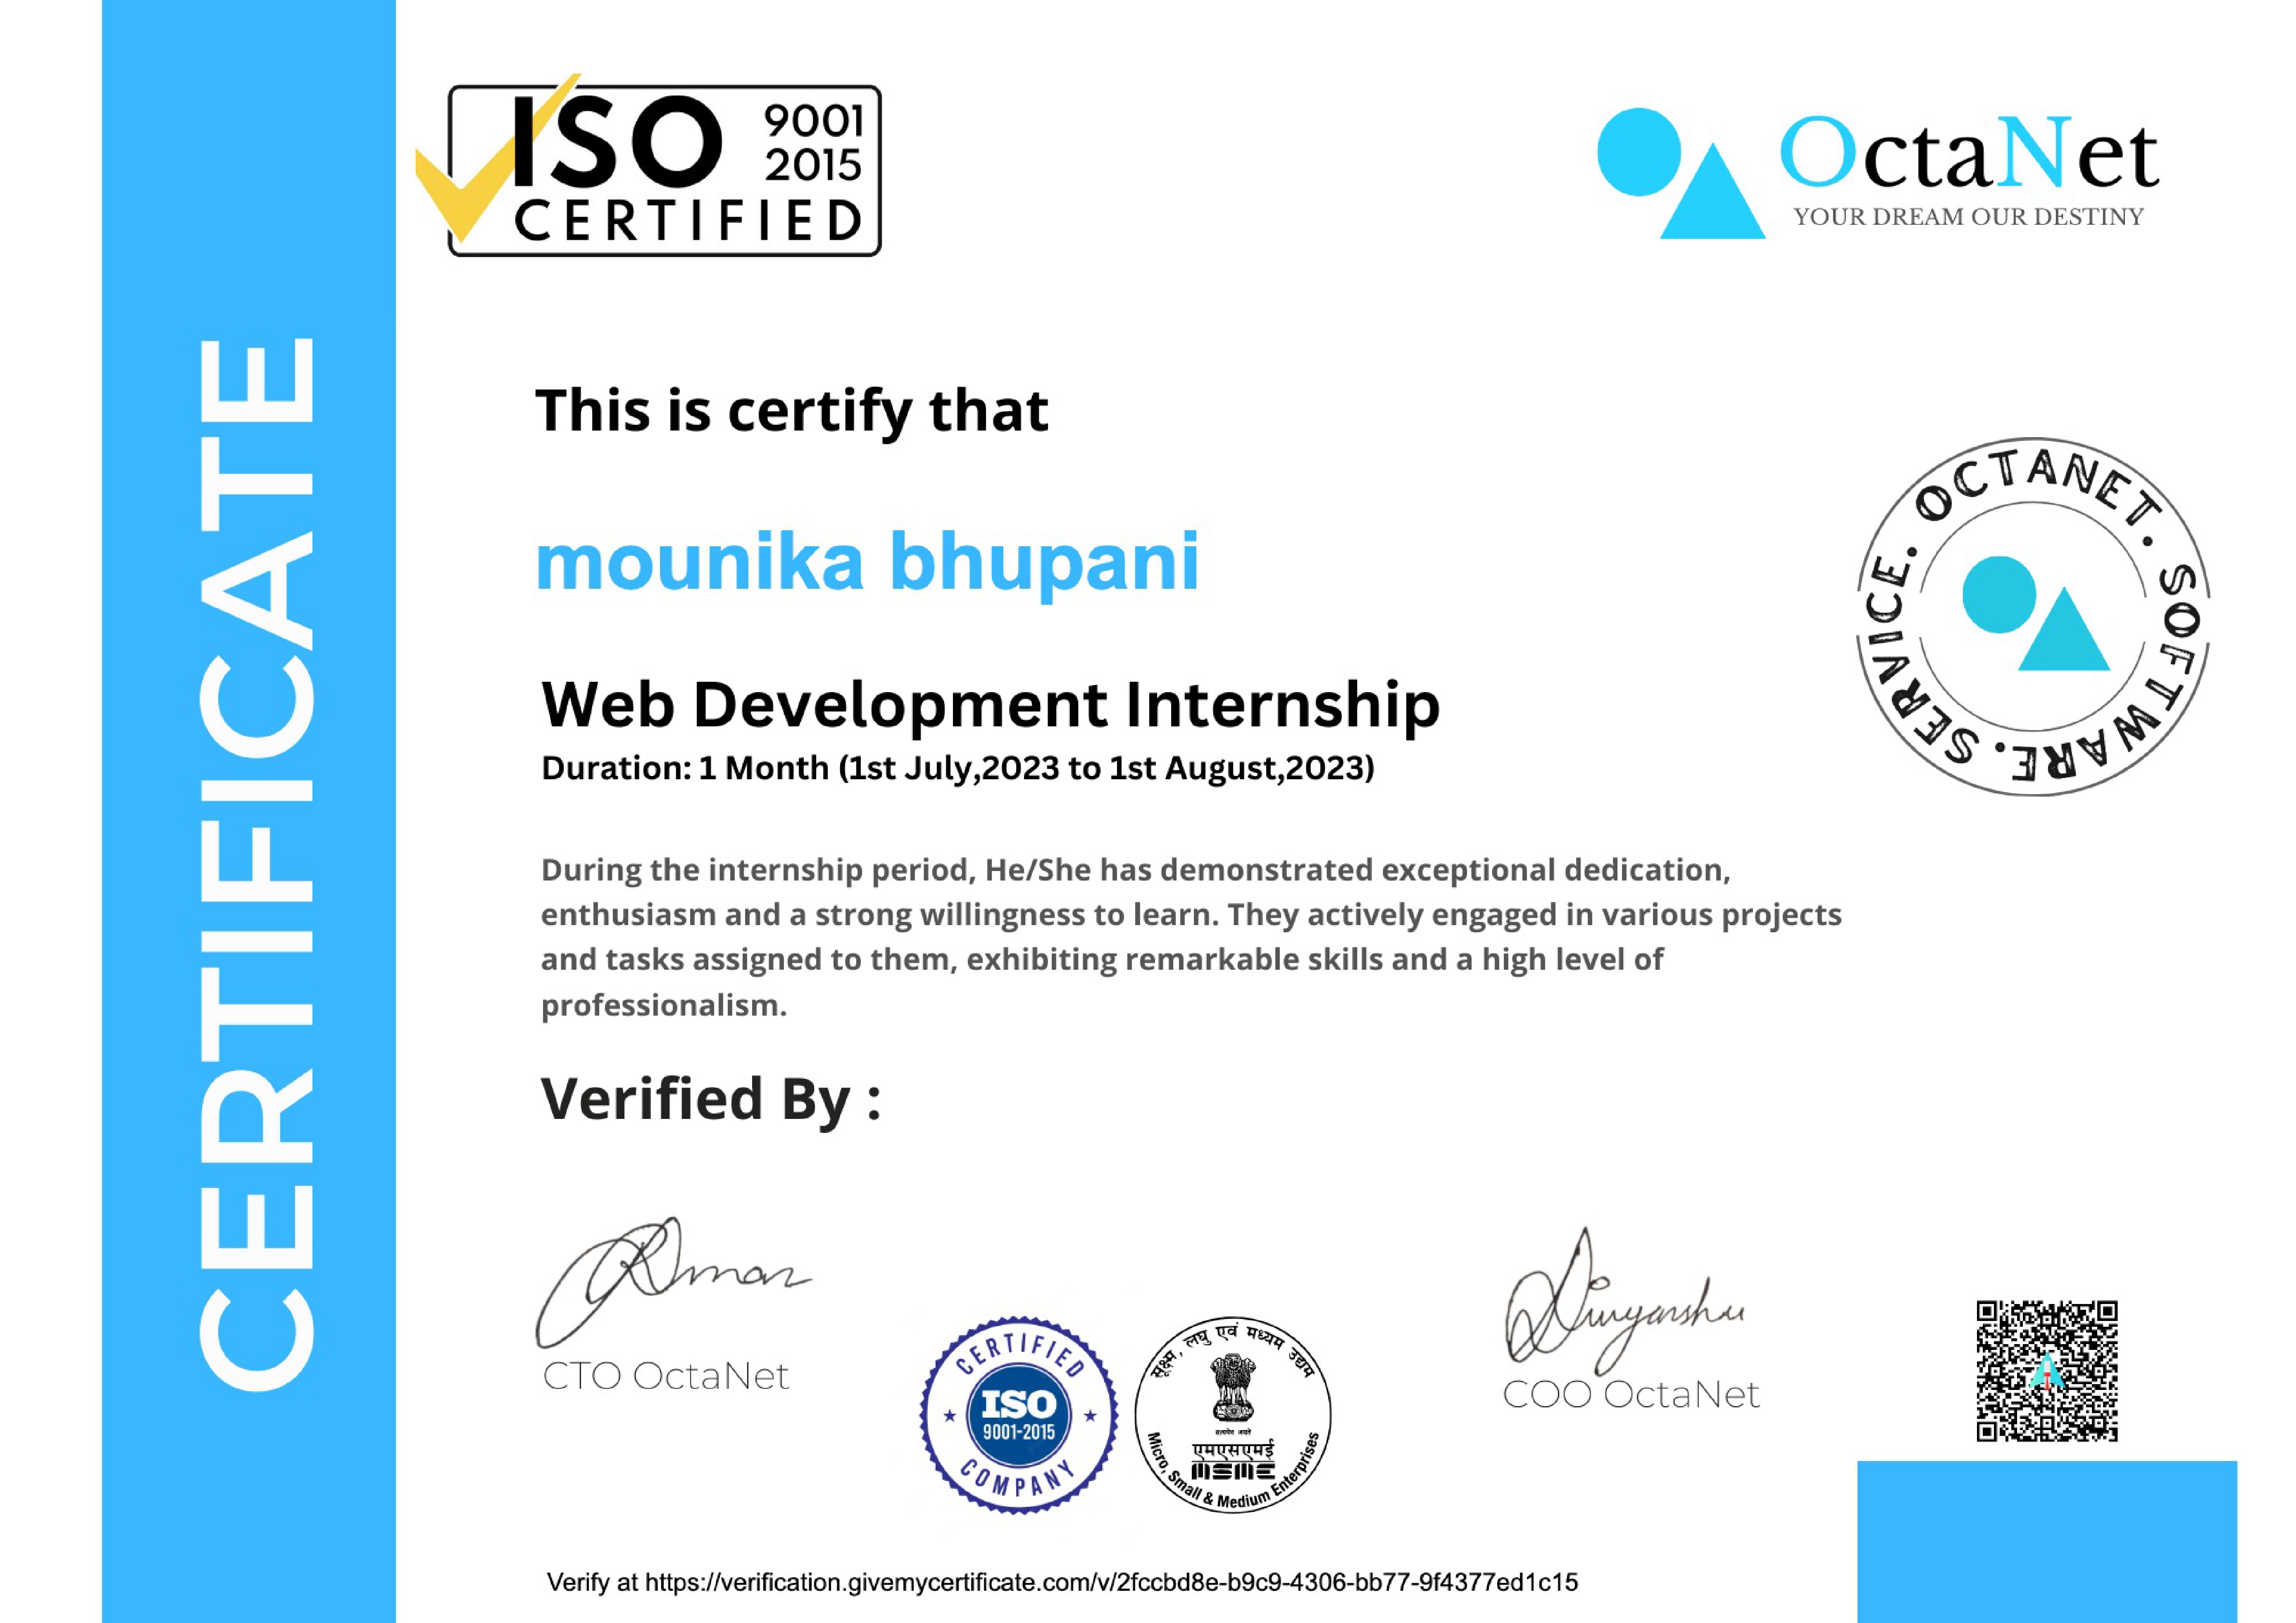 CERTIFICATE
ISO 9001
2015
CERTIFIED
OctaNet
YOUR DREAM OUR DESTINY
This is certify that
mounika bhupani
OCTANET. SOFTWARE. SERVICE.
Web Development Internship
Duration: 1 Month (1st July,2023 to 1st August,2023)
During the internship period, He/She has demonstrated exceptional dedication,
enthusiasm and a strong willingness to learn. They actively engaged in various projects
and tasks assigned to them, exhibiting remarkable skills and a high level of
professionalism.
Verified By :
CTO OctaNet
CERTIFIED
ISO
9001-2015
COMPANY
सूक्ष्म, लघु एवं मध्यम उद्यम
सत्यमेव जयते
एमएसएमई
MSME
Micro, Small & Medium Enterprises
COO OctaNet
Verify at https://verification.givemycertificate.com/v/2fccbd8e-b9c9-4306-bb77-9f4377ed1c15